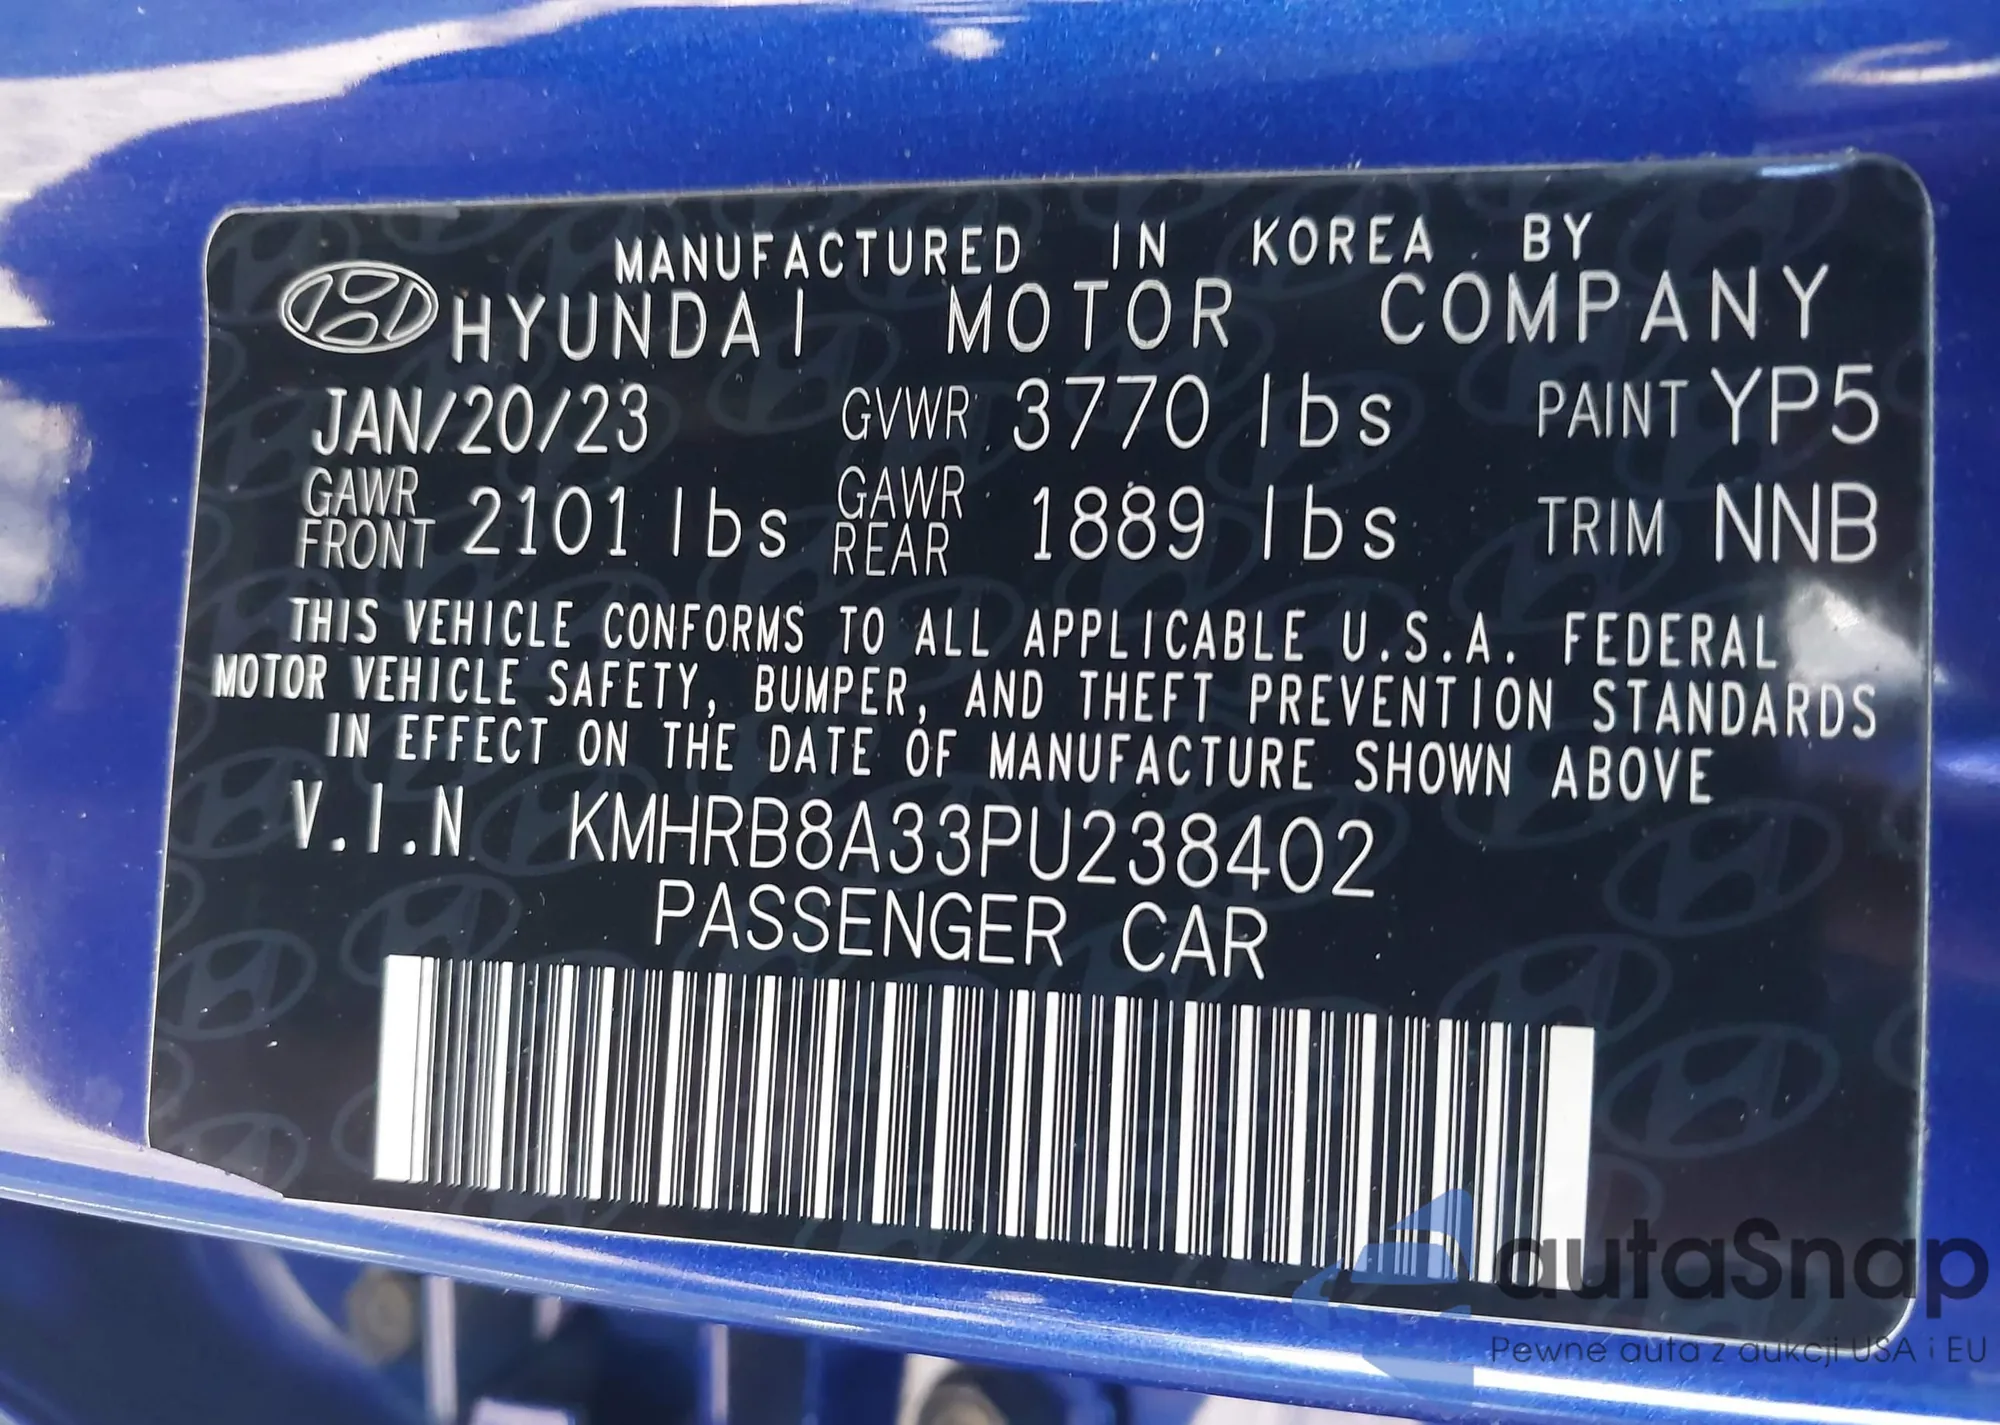 MANUFACTURED IN KOREA BY
HYUNDAI MOTOR COMPANY
JAN/20/23 GVWR 3770 lbs PAINT YP5
GAWR FRONT 2101 lbs GAWR REAR 1889 lbs TRIM NNB
THIS VEHICLE CONFORMS TO ALL APPLICABLE U.S.A. FEDERAL
MOTOR VEHICLE SAFETY, BUMPER, AND THEFT PREVENTION STANDARDS
IN EFFECT ON THE DATE OF MANUFACTURE SHOWN ABOVE
V.I.N KMHRB8A33PU238402
PASSENGER CAR
autaSnap
Pewne auta z aukcji USA i EU